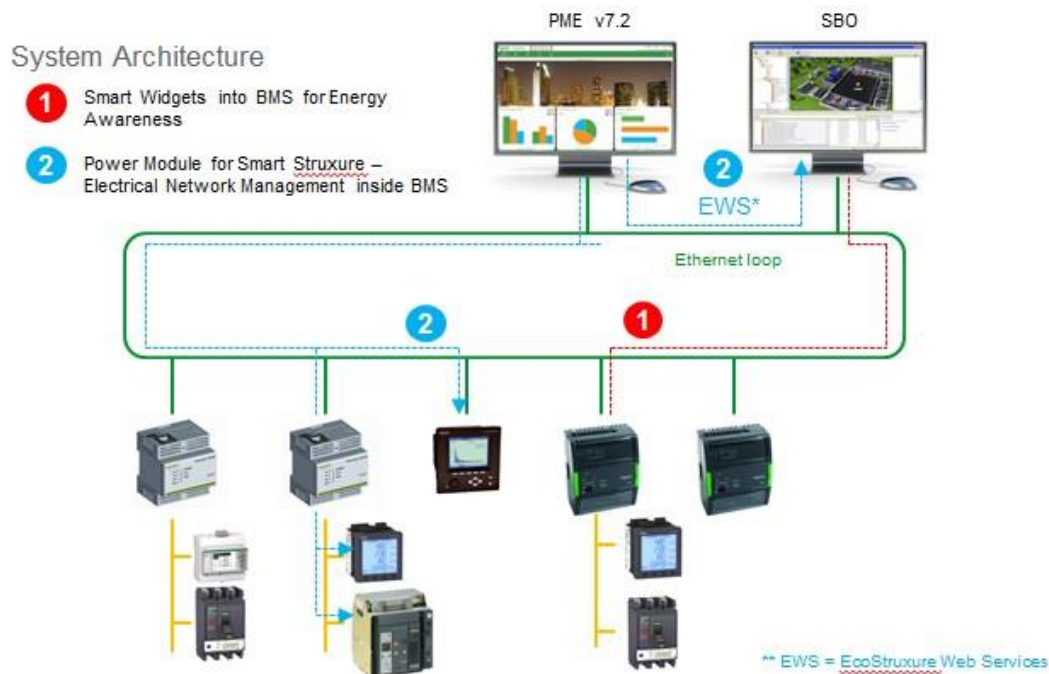 PME v7.2
SBO
System Architecture
1
Smart Widgets into BMS for Energy
Awareness
2
Power Module for Smart Struxure –
Electrical Network Management inside BMS
2
EWS*
Ethernet loop
2
1
** EWS = EcoStruxure Web Services